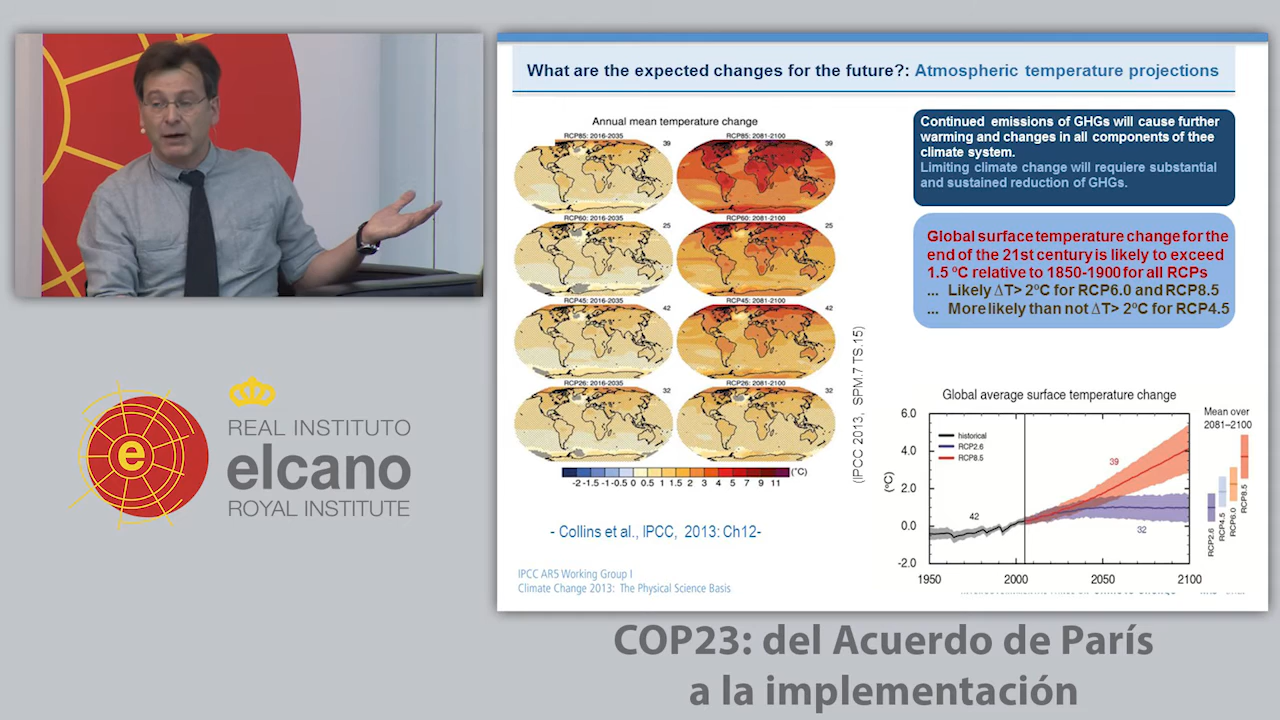 What are the expected changes for the future?: Atmospheric temperature projections
Annual mean temperature change
RCP85: 2016-2035
39
RCP85: 2081-2100
39
RCP60: 2016-2035
25
RCP60: 2081-2100
25
RCP45: 2016-2035
42
RCP45: 2081-2100
42
RCP26: 2016-2035
32
RCP26: 2081-2100
32
-2 -1.5 -1 -0.5 0 0.5 1 1.5 2 3 4 5 7 9 11 (°C)
- Collins et al., IPCC, 2013: Ch12-
IPCC AR5 Working Group I
Climate Change 2013: The Physical Science Basis
(IPCC 2013, SPM.7 TS.15)
Continued emissions of GHGs will cause further
warming and changes in all components of thee
climate system.
Limiting climate change will requiere substantial
and sustained reduction of GHGs.
Global surface temperature change for the
end of the 21st century is likely to exceed
1.5 ºC relative to 1850-1900 for all RCPs
... Likely ΔT> 2ºC for RCP6.0 and RCP8.5
... More likely than not ΔT> 2ºC for RCP4.5
Global average surface temperature change
Mean over
2081–2100
6.0
4.0
2.0
0.0
-2.0
(°C)
historical
RCP2.6
RCP8.5
39
42
32
1950 2000 2050 2100
RCP2.6
RCP4.5
RCP6.0
RCP8.5
e
REAL INSTITUTO
elcano
ROYAL INSTITUTE
COP23: del Acuerdo de París
a la implementación